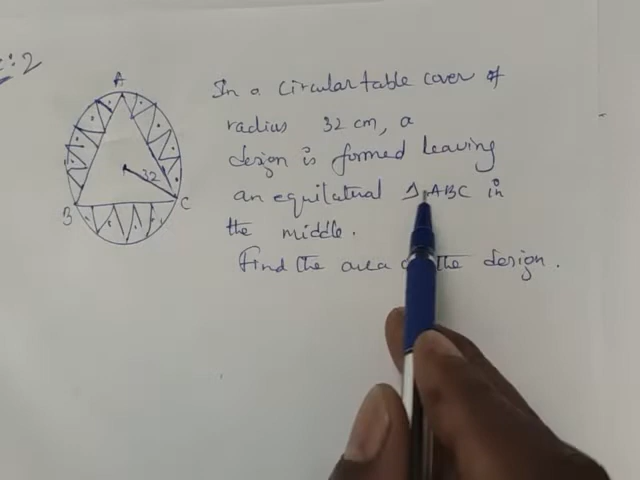 :2
A
32
B
C
In a circular table cover of
radius 32 cm, a
design is formed leaving
an equilateral ΔABC in
the middle.
Find the area the design.